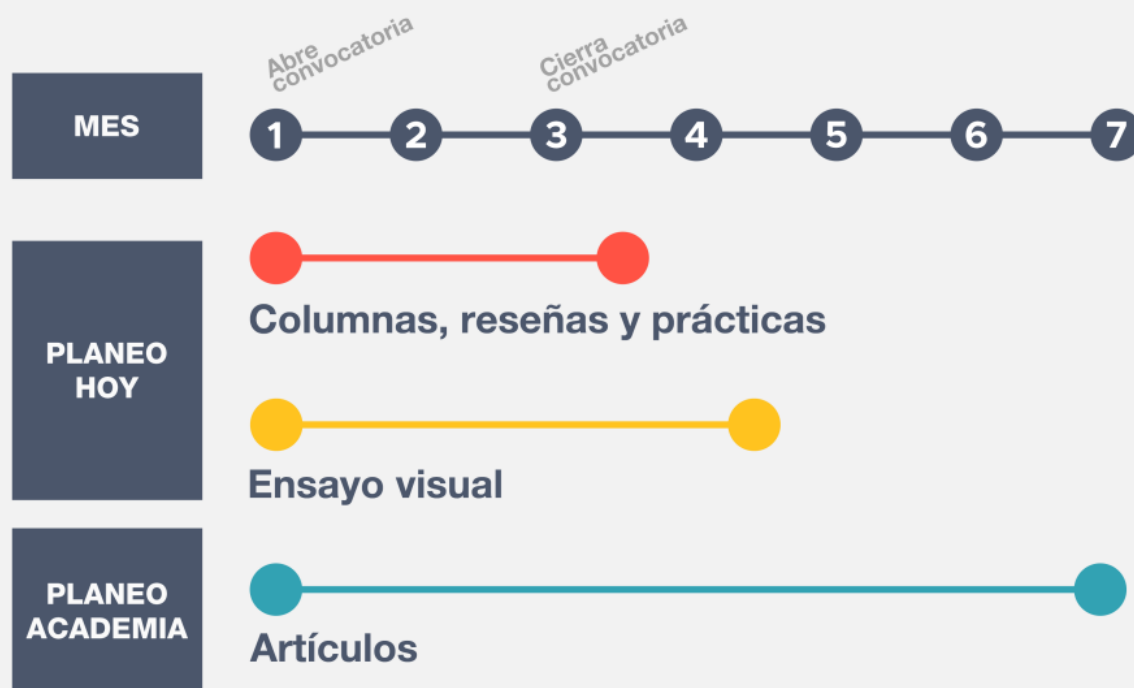 Abre
convocatoria
Cierra
convocatoria
MES
1 2 3 4 5 6 7
PLANEO
HOY
Columnas, reseñas y prácticas
Ensayo visual
PLANEO
ACADEMIA
Artículos